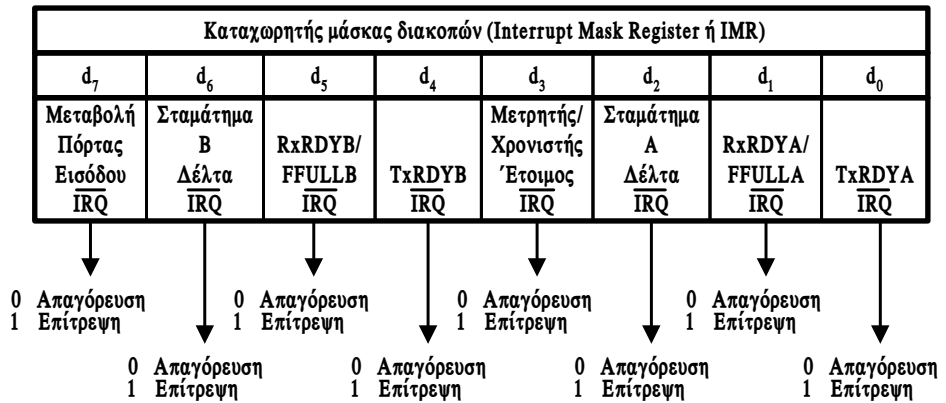 Καταχωρητής μάσκας διακοπών (Interrupt Mask Register ή IMR)
d7 d6 d5 d4 d3 d2 d1 d0
Μεταβολή Πόρτας Εισόδου IRQ
Σταμάτημα Β Δέλτα IRQ
RxRDYB/ FFULLB IRQ
TxRDYB IRQ
Μετρητής/ Χρονιστής Έτοιμος IRQ
Σταμάτημα Α Δέλτα IRQ
RxRDYA/ FFULLA IRQ
TxRDYA IRQ
0 Απαγόρευση
1 Επίτρεψη
0 Απαγόρευση
1 Επίτρεψη
0 Απαγόρευση
1 Επίτρεψη
0 Απαγόρευση
1 Επίτρεψη
0 Απαγόρευση
1 Επίτρεψη
0 Απαγόρευση
1 Επίτρεψη
0 Απαγόρευση
1 Επίτρεψη
0 Απαγόρευση
1 Επίτρεψη